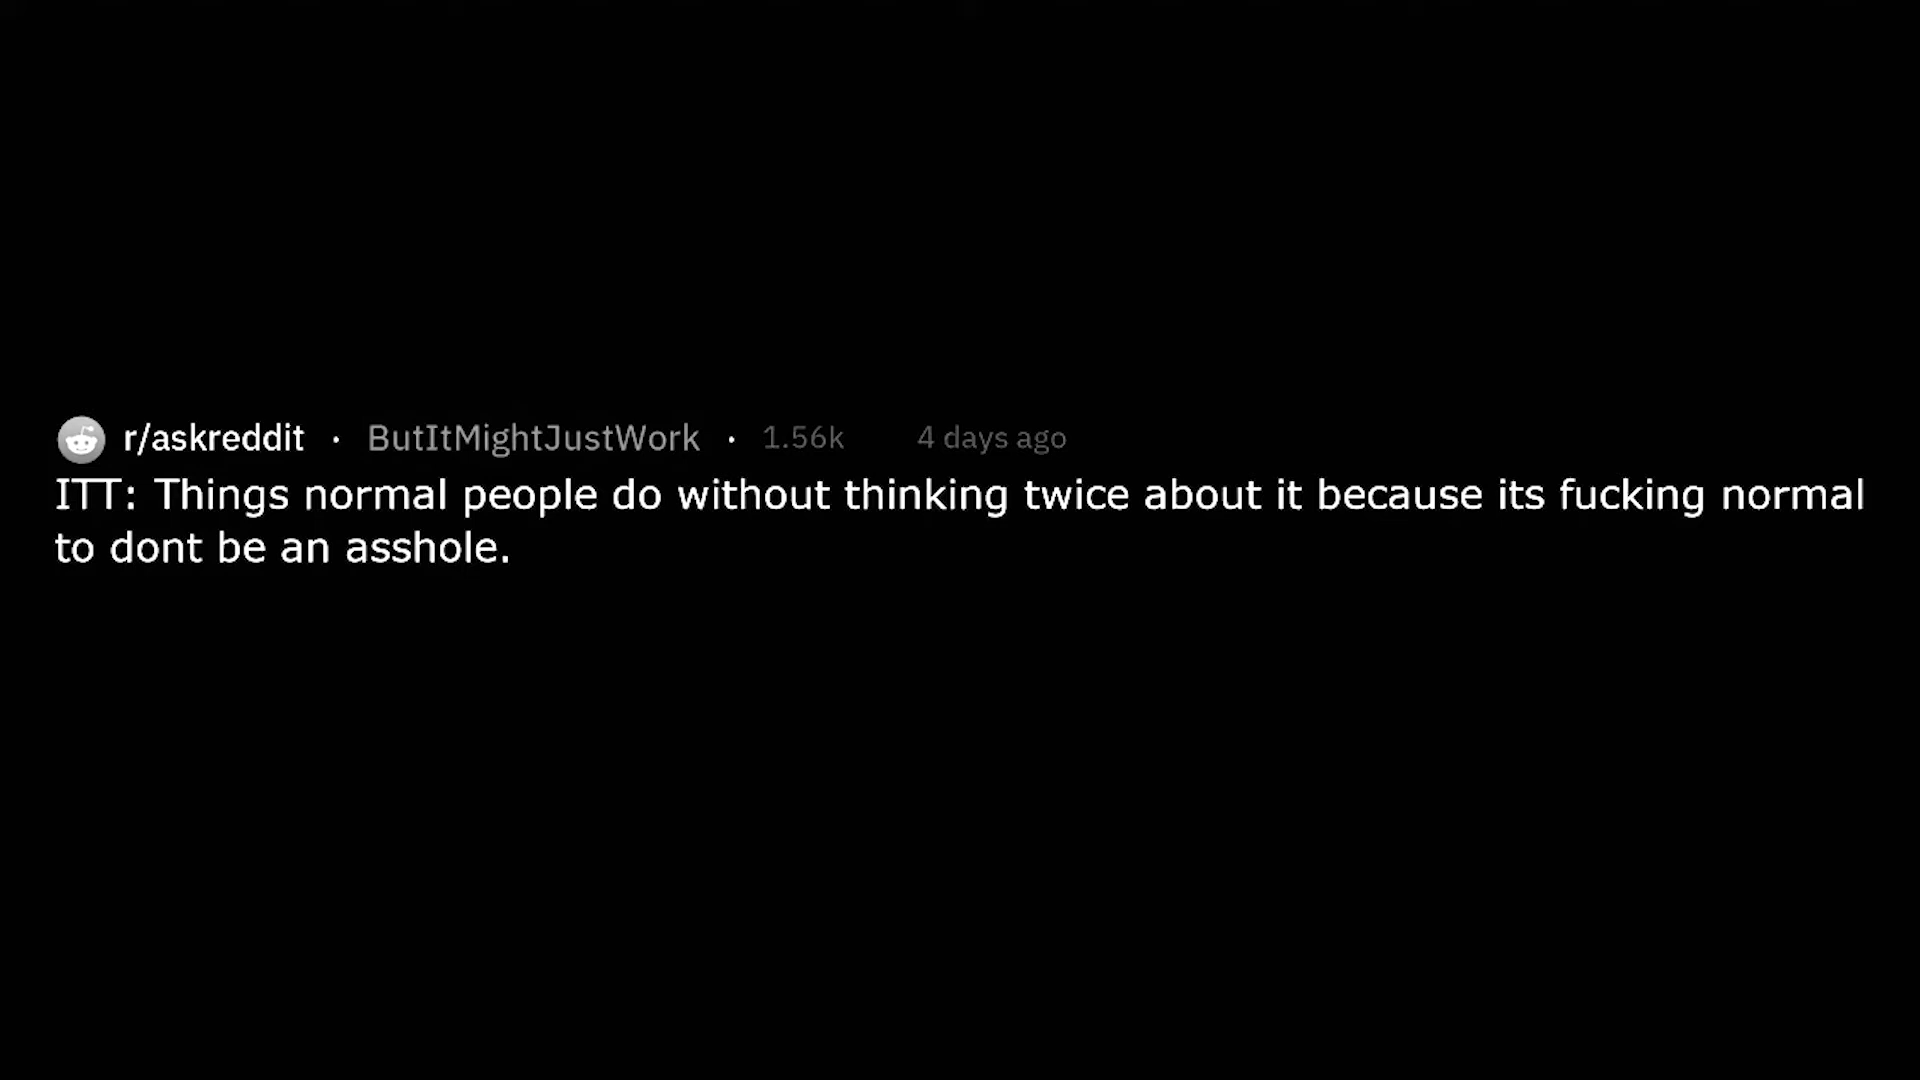 r/askreddit · ButItMightJustWork · 1.56k 4 days ago
ITT: Things normal people do without thinking twice about it because its fucking normal
to dont be an asshole.